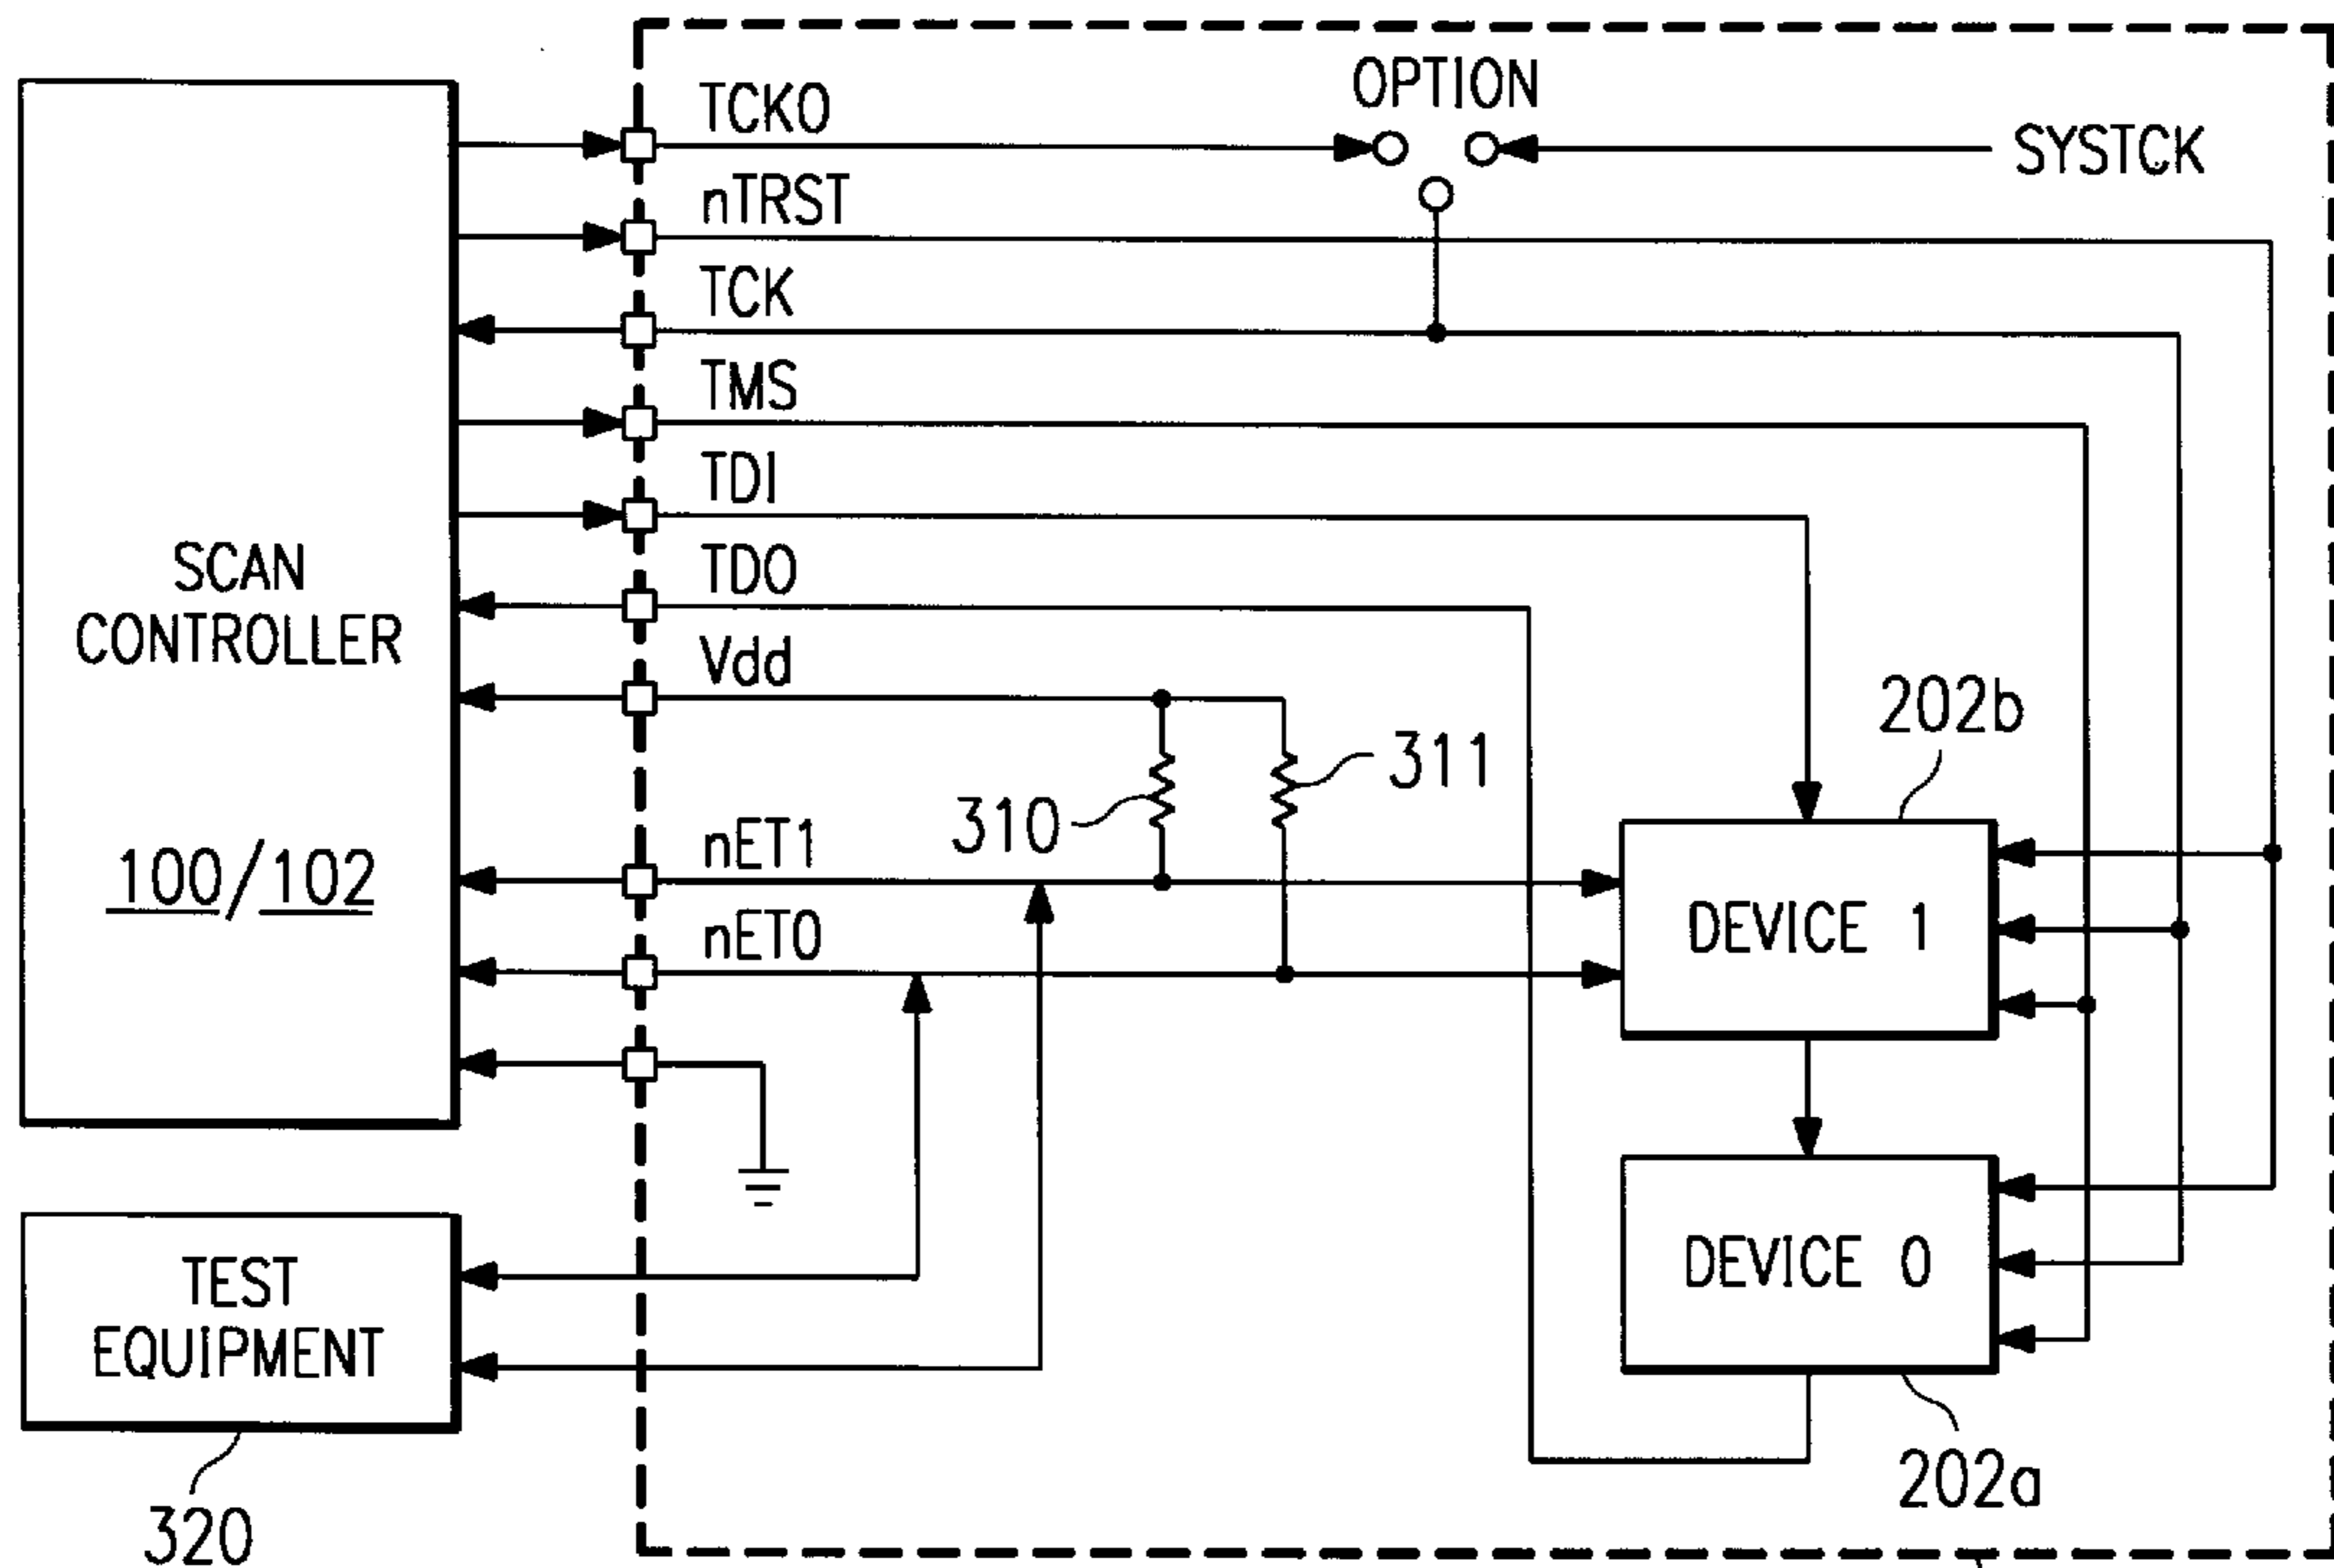 TCKO
OPTION
SYSTCK
nTRST
TCK
TMS
TDI
TDO
Vdd
SCAN
CONTROLLER
100/102
nET1
nET0
310
311
202b
DEVICE 1
DEVICE 0
202a
TEST
EQUIPMENT
320